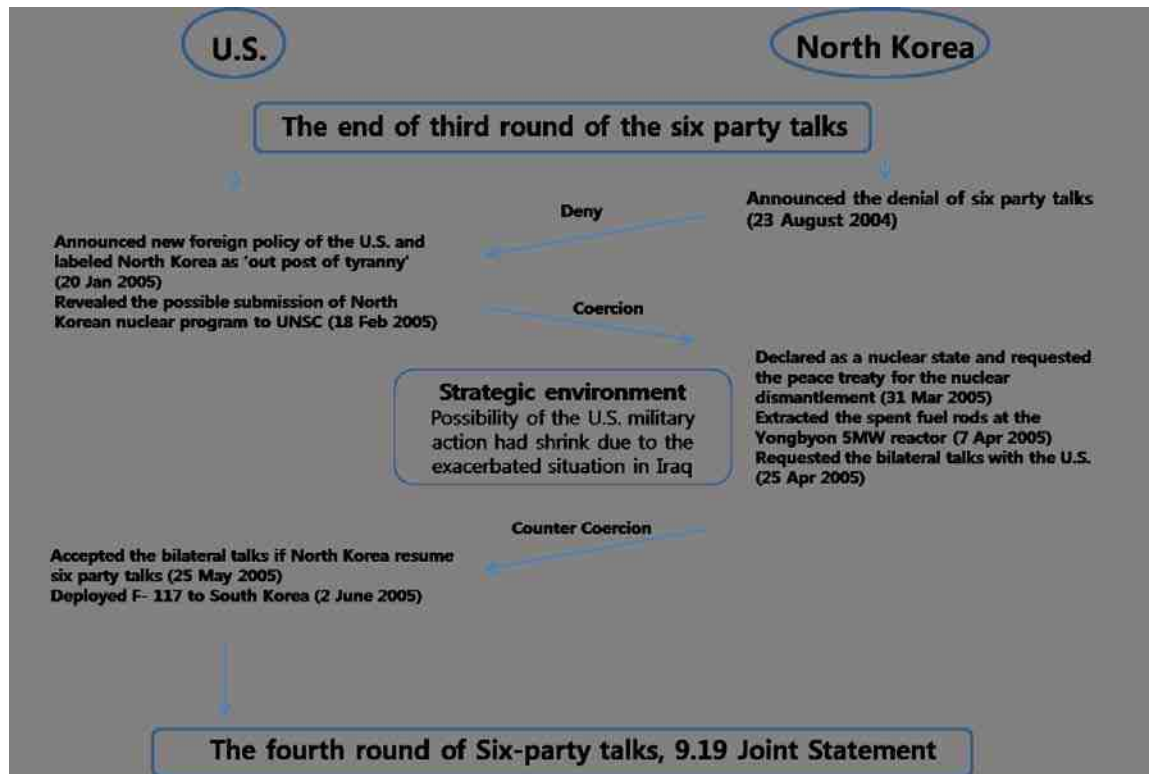 U.S.
North Korea
The end of third round of the six party talks
Announced the denial of six party talks
(23 August 2004)
Deny
Announced new foreign policy of the U.S. and
labeled North Korea as 'out post of tyranny'
(20 Jan 2005)
Revealed the possible submission of North
Korean nuclear program to UNSC (18 Feb 2005)
Coercion
Declared as a nuclear state and requested
the peace treaty for the nuclear
dismantlement (31 Mar 2005)
Extracted the spent fuel rods at the
Yongbyon 5MW reactor (7 Apr 2005)
Requested the bilateral talks with the U.S.
(25 Apr 2005)
Strategic environment
Possibility of the U.S. military
action had shrink due to the
exacerbated situation in Iraq
Counter Coercion
Accepted the bilateral talks if North Korea resume
six party talks (25 May 2005)
Deployed F- 117 to South Korea (2 June 2005)
The fourth round of Six-party talks, 9.19 Joint Statement